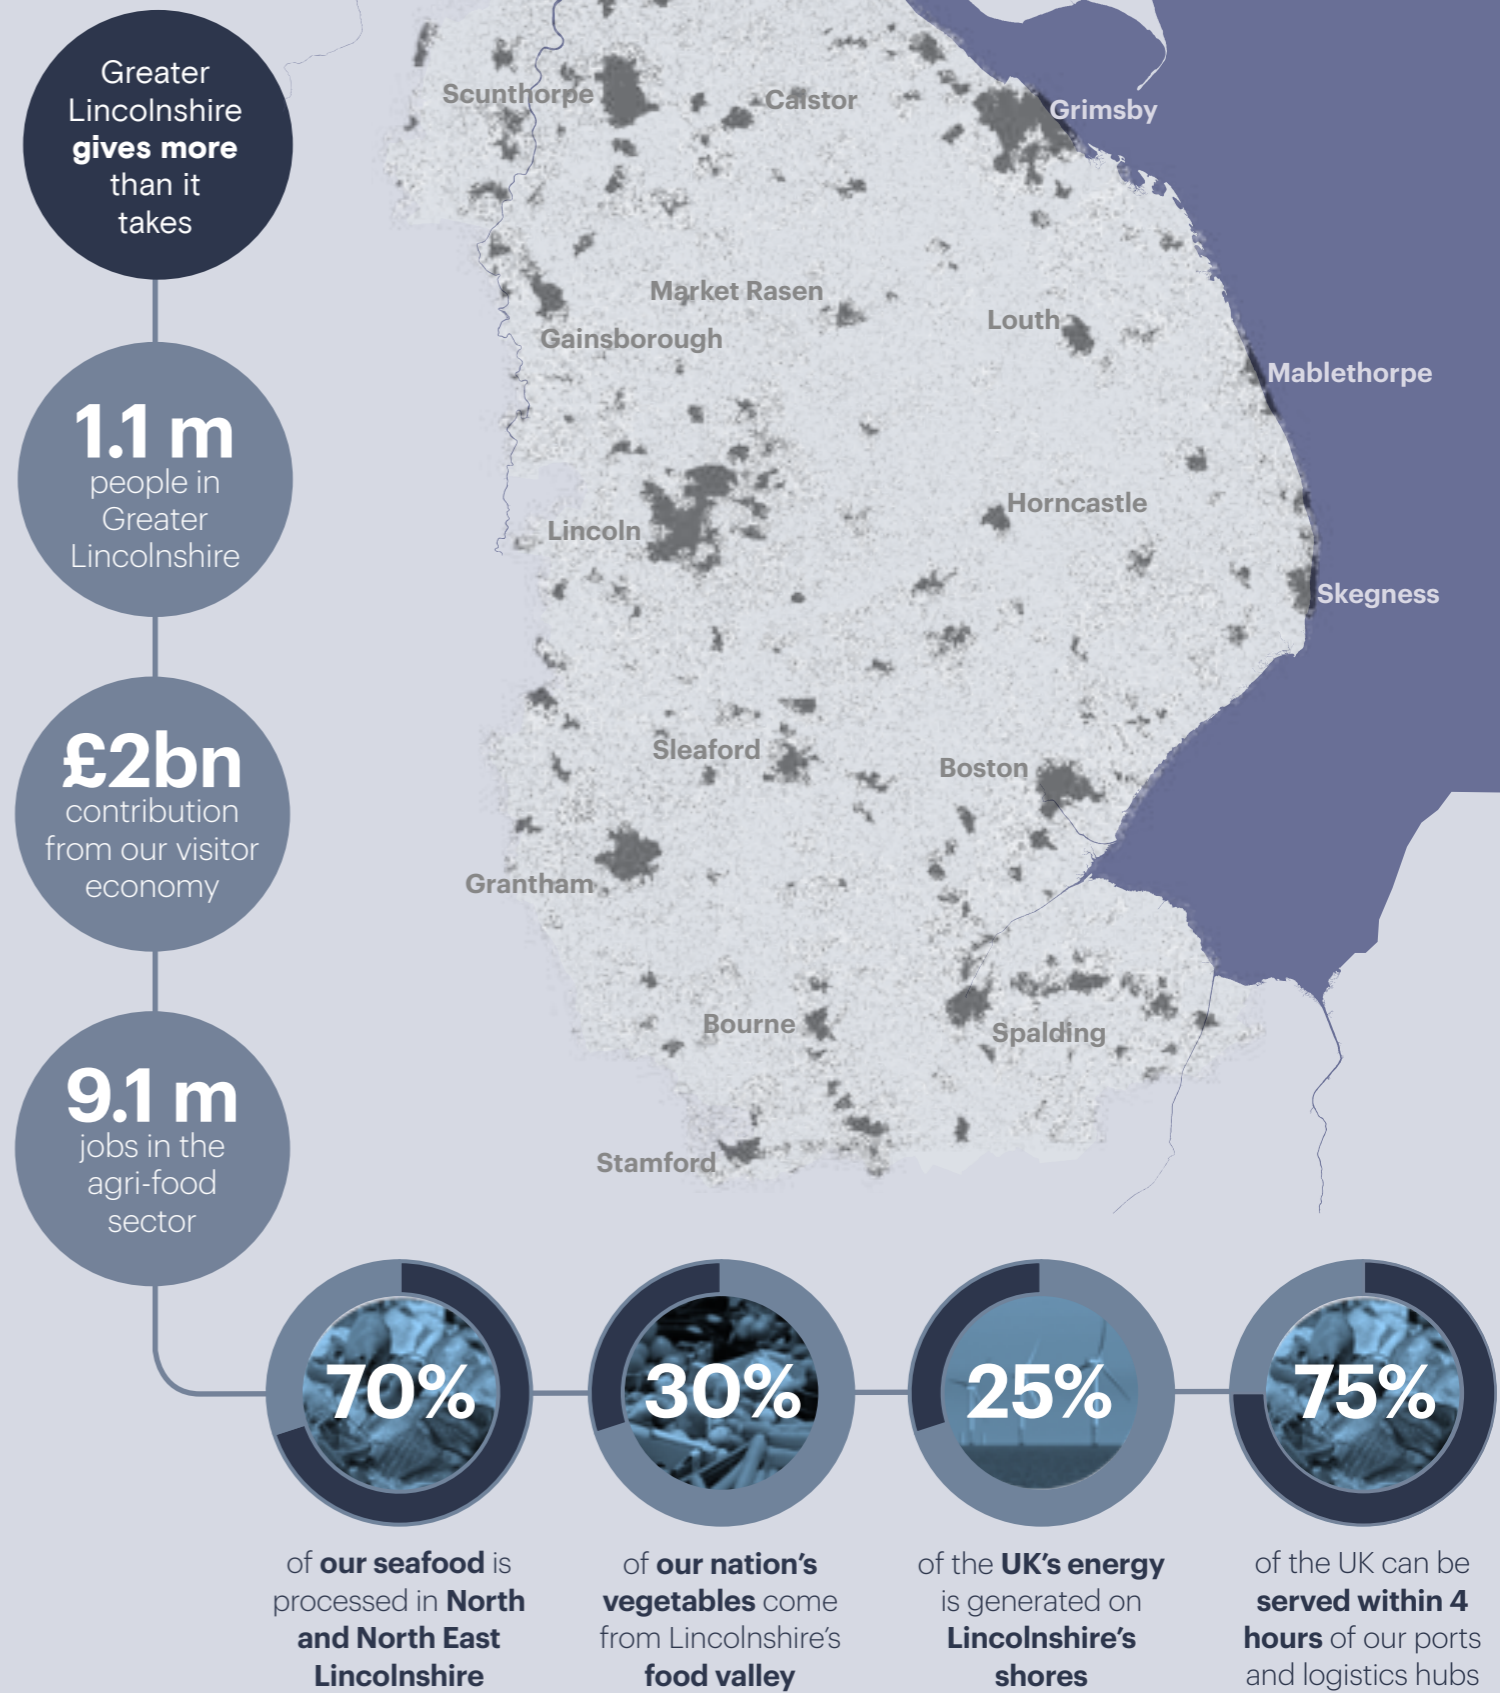 Greater
Lincolnshire
gives more
than it
takes
1.1 m
people in
Greater
Lincolnshire
£2bn
contribution
from our visitor
economy
9.1 m
jobs in the
agri-food
sector
Scunthorpe
Caistor
Grimsby
Market Rasen
Gainsborough
Louth
Mablethorpe
Horncastle
Lincoln
Skegness
Sleaford
Boston
Grantham
Bourne
Spalding
Stamford
70%
of our seafood is
processed in North
and North East
Lincolnshire
30%
of our nation's
vegetables come
from Lincolnshire's
food valley
25%
of the UK's energy
is generated on
Lincolnshire's
shores
75%
of the UK can be
served within 4
hours of our ports
and logistics hubs